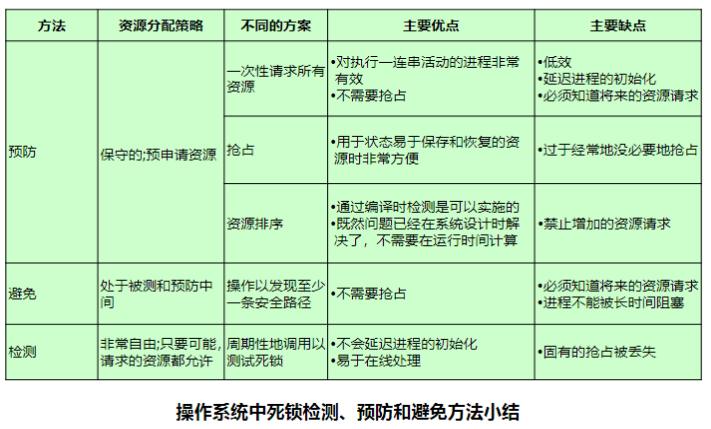 方法 资源分配策略 不同的方案 主要优点 主要缺点
预防
保守的;预申请资源
一次性请求所有
资源
•对执行一连串活动的进程非常
有效
•不需要抢占
•低效
•延迟进程的初始化
•必须知道将来的资源请求
抢占
•用于状态易于保存和恢复的资
源时非常方便
•过于经常地没必要地抢占
资源排序
•通过编译时检测是可以实施的
•既然问题已经在系统设计时解
决了，不需要在运行时间计算
•禁止增加的资源请求
避免
处于被测和预防中
间
操作以发现至少
一条安全路径
•不需要抢占
•必须知道将来的资源请求
•进程不能被长时间阻塞
检测
非常自由;只要可能,
请求的资源都允许
周期性地调用以
测试死锁
•不会延迟进程的初始化
•易于在线处理
•固有的抢占被丢失
操作系统中死锁检测、预防和避免方法小结